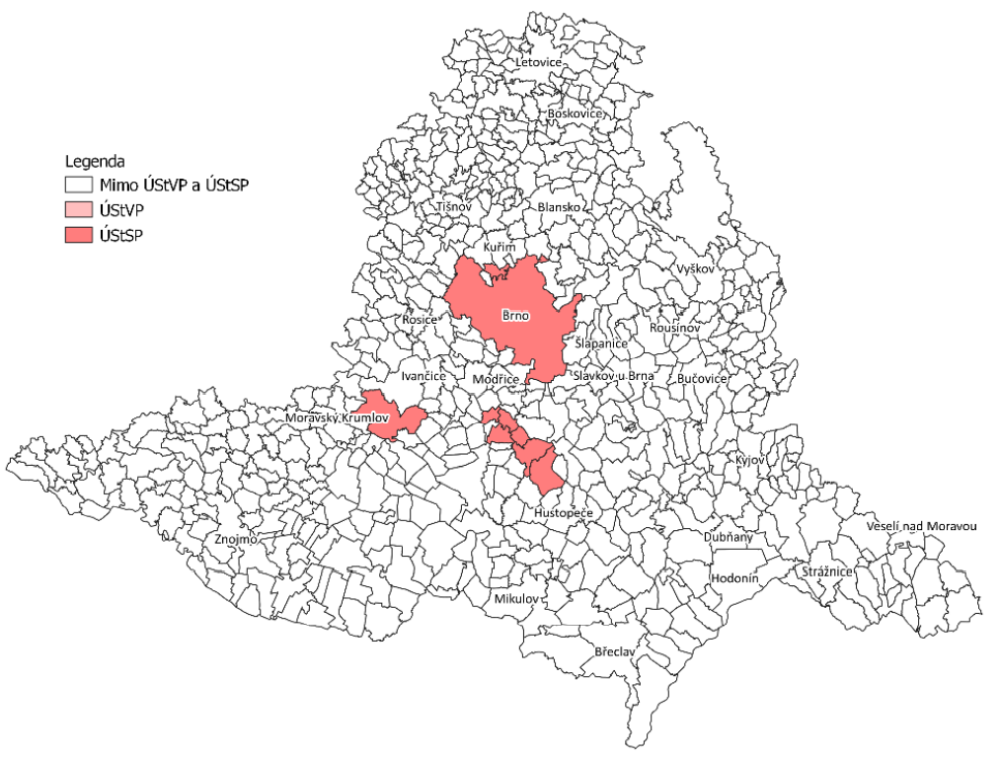 Letovice
Boskovice
Legenda
Mimo ÚStVP a ÚStSP
ÚStVP
ÚStSP
Tišnov
Blansko
Kuřim
Vyškov
Brno
Rosice
Rousínov
Šlapanice
Ivančice
Modřice
Slavkov u Brna
Bučovice
Moravský Krumlov
Kyjov
Hustopeče
Veselí nad Moravou
Znojmo
Dubňany
Strážnice
Hodonín
Mikulov
Břeclav